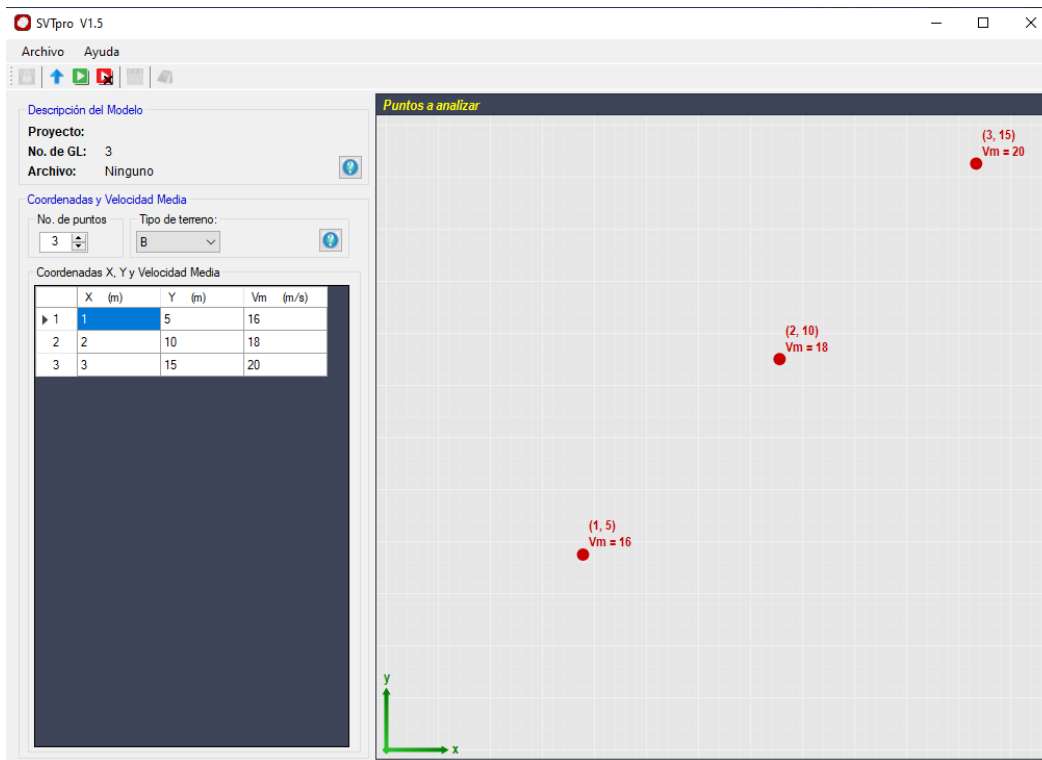 SVTpro V1.5
Archivo Ayuda
Descripción del Modelo
Proyecto:
No. de GL: 3
Archivo: Ninguno
Coordenadas y Velocidad Media
No. de puntos Tipo de terreno:
3 B
Coordenadas X, Y y Velocidad Media
X (m) Y (m) Vm (m/s)
1 1 5 16
2 2 10 18
3 3 15 20
Puntos a analizar
(3, 15)
Vm = 20
(2, 10)
Vm = 18
(1, 5)
Vm = 16
y
x